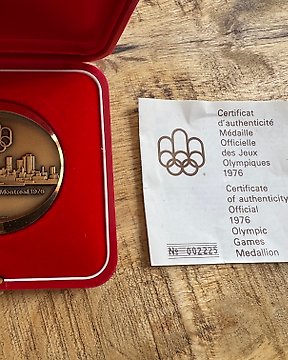 Montréal 1976
Certificat
d'authenticité
Médaille
Officielle
des Jeux
Olympiques
1976
Certificate
of authenticity
Official
1976
Olympic
Games
Medallion
№ 002225